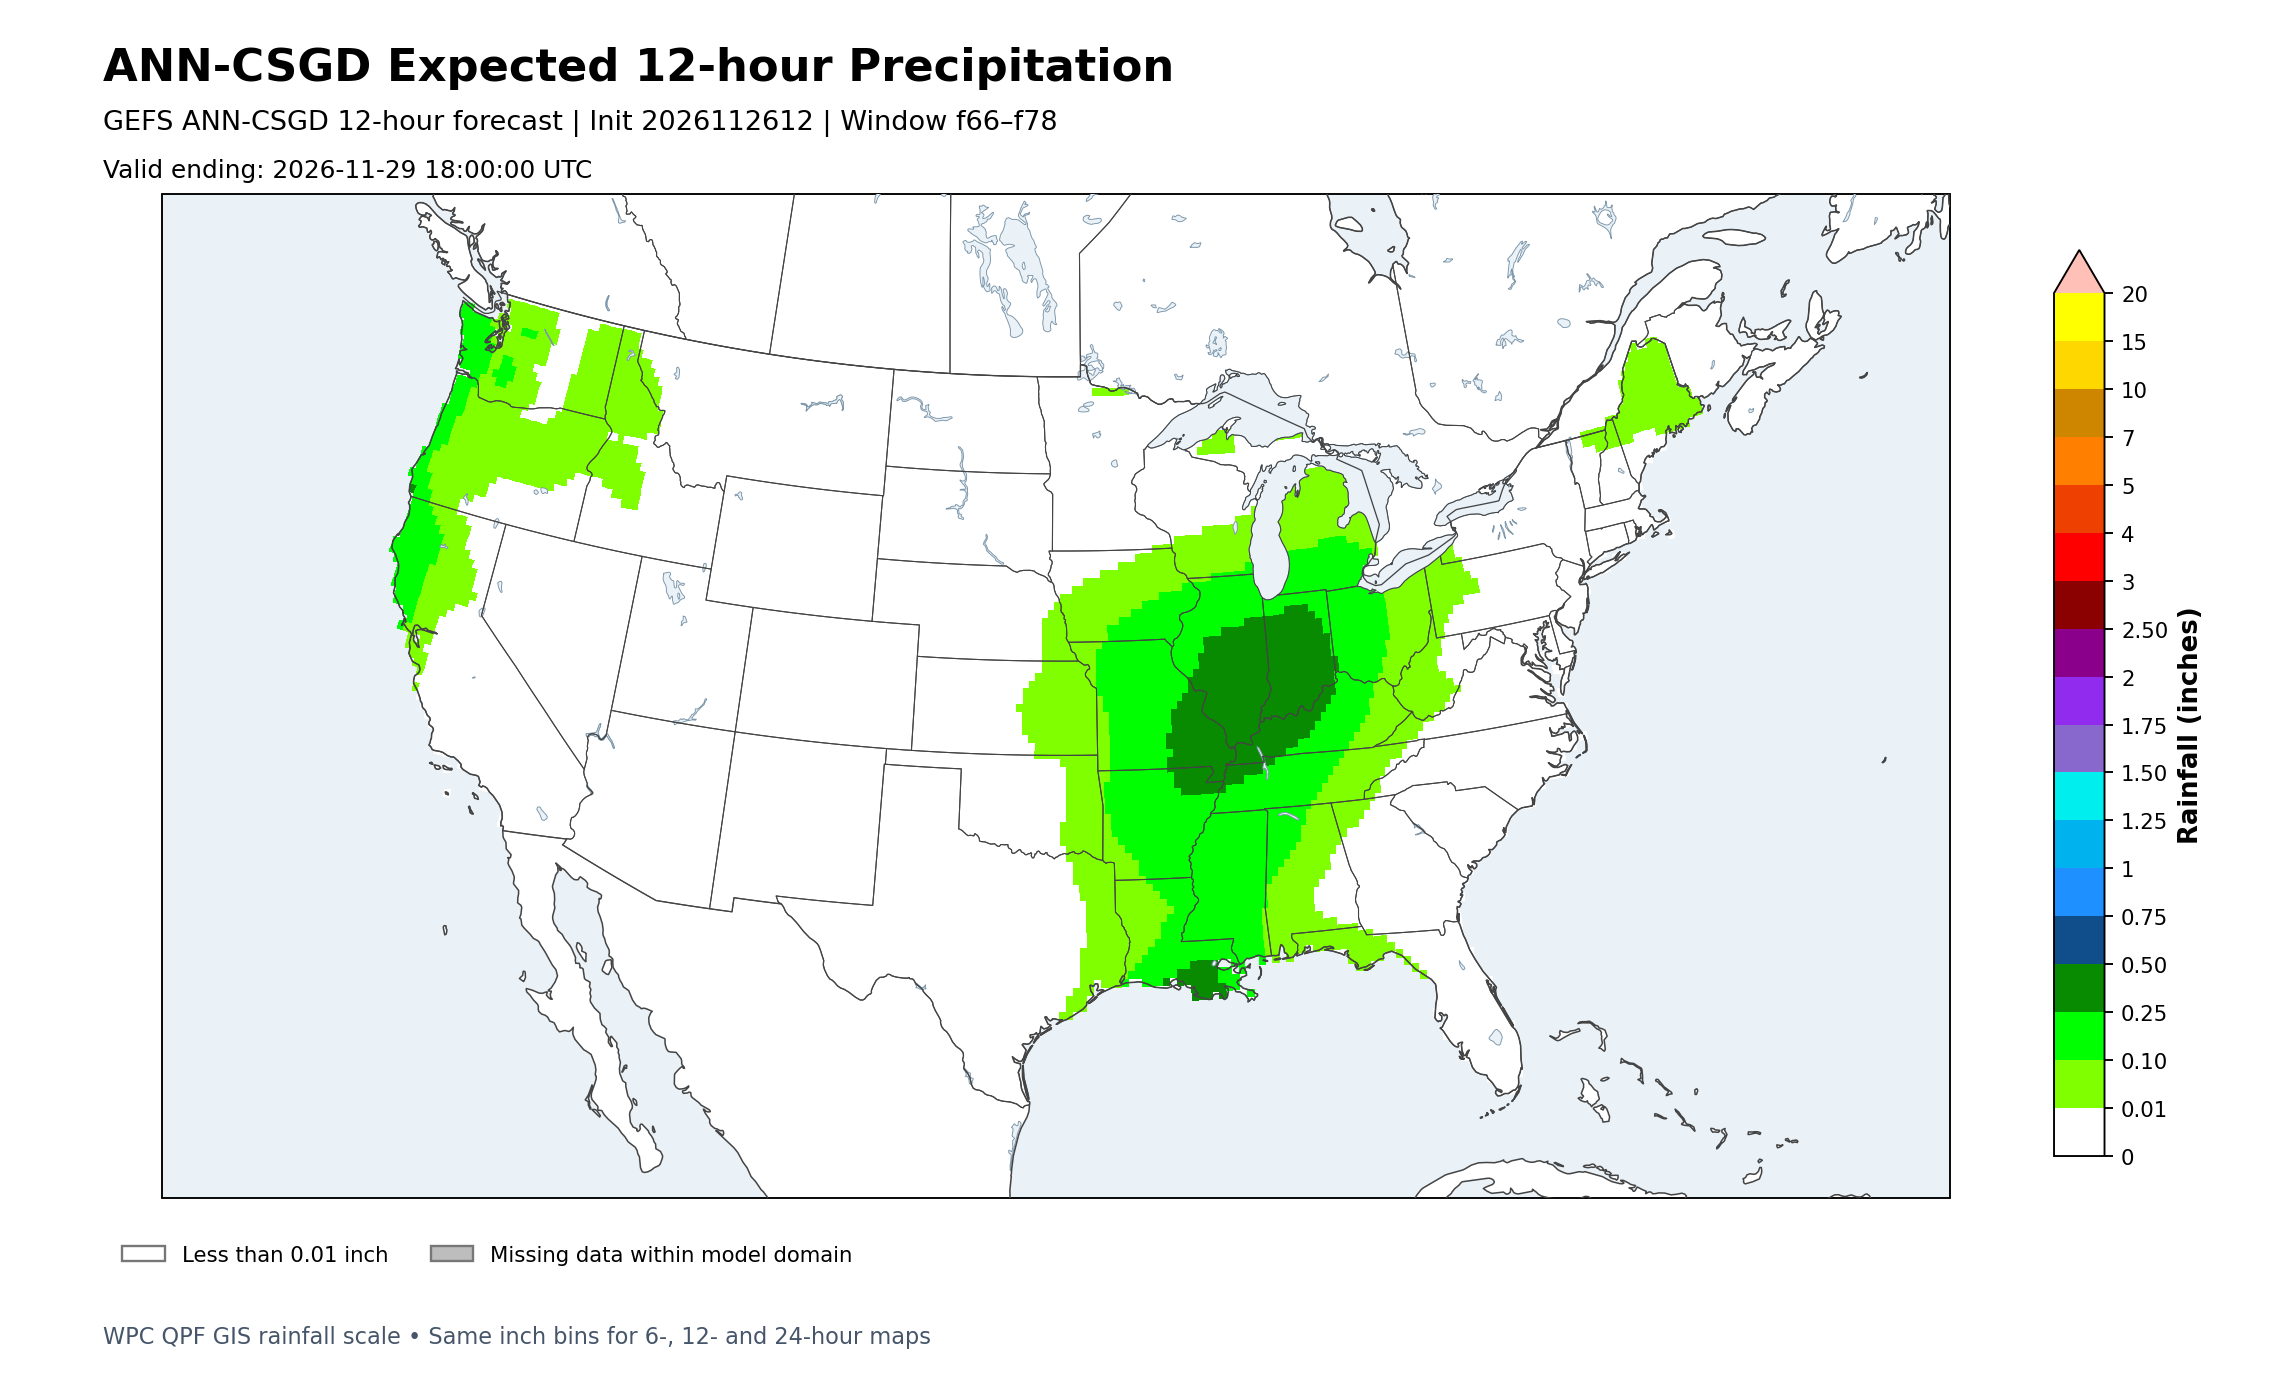 ANN-CSGD Expected 12-hour Precipitation
GEFS ANN-CSGD 12-hour forecast | Init 2026112612 | Window f66–f78
Valid ending: 2026-11-29 18:00:00 UTC
20
15
10
7
5
4
3
2.50
2
1.75
1.50
1.25
1
0.75
0.50
0.25
0.10
0.01
0
Rainfall (inches)
Less than 0.01 inch
Missing data within model domain
WPC QPF GIS rainfall scale • Same inch bins for 6-, 12- and 24-hour maps